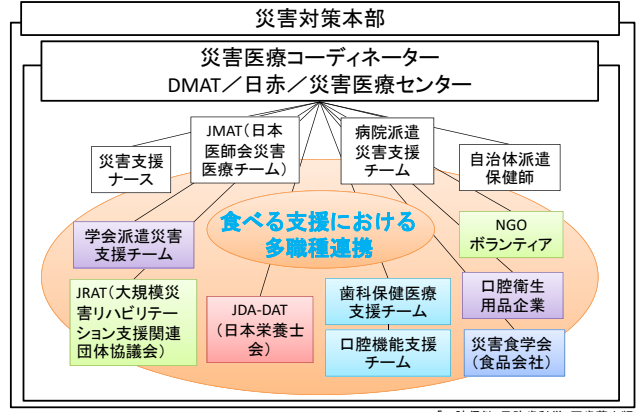 災害対策本部
災害医療コーディネーター
DMAT／日赤／災害医療センター
災害支援
ナース
JMAT（日本
医師会災害
医療チーム）
病院派遣
災害支援
チーム
自治体派遣
保健師
食べる支援における
多職種連携
学会派遣災害
支援チーム
NGO
ボランティア
JRAT（大規模災
害リハビリテー
ション支援関連
団体協議会）
JDA-DAT
（日本栄養士
会）
歯科保健医療
支援チーム
口腔機能支援
チーム
口腔衛生
用品企業
災害食学会
（食品会社）